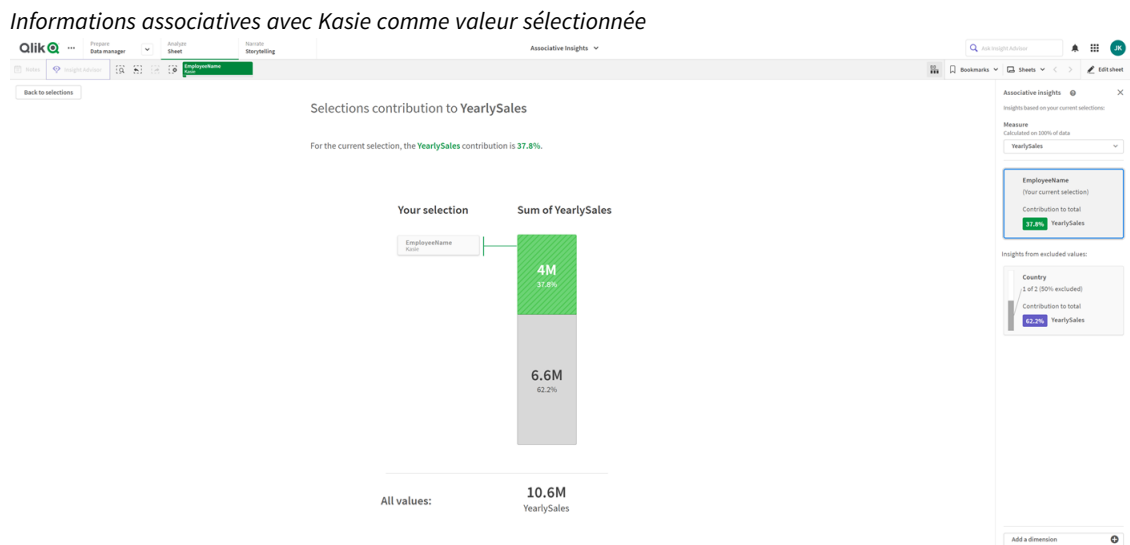 Informations associatives avec Kasie comme valeur sélectionnée
Qlik
Prepare
Data manager
Analyze
Sheet
Narrate
Storytelling
Associative Insights
Ask Insight Advisor
JK
Notes
Insight Advisor
EmployeeName
Kasie
Bookmarks
Sheets
Edit sheet
Back to selections
Selections contribution to YearlySales
For the current selection, the YearlySales contribution is 37.8%.
Your selection
Sum of YearlySales
EmployeeName
Kasie
4M
37.8%
6.6M
62.2%
All values:
10.6M
YearlySales
Associative insights
Insights based on your current selections:
Measure
Calculated on 100% of data
YearlySales
EmployeeName
(Your current selection)
Contribution to total
37.8% YearlySales
Insights from excluded values:
Country
1 of 2 (50% excluded)
Contribution to total
62.2% YearlySales
Add a dimension